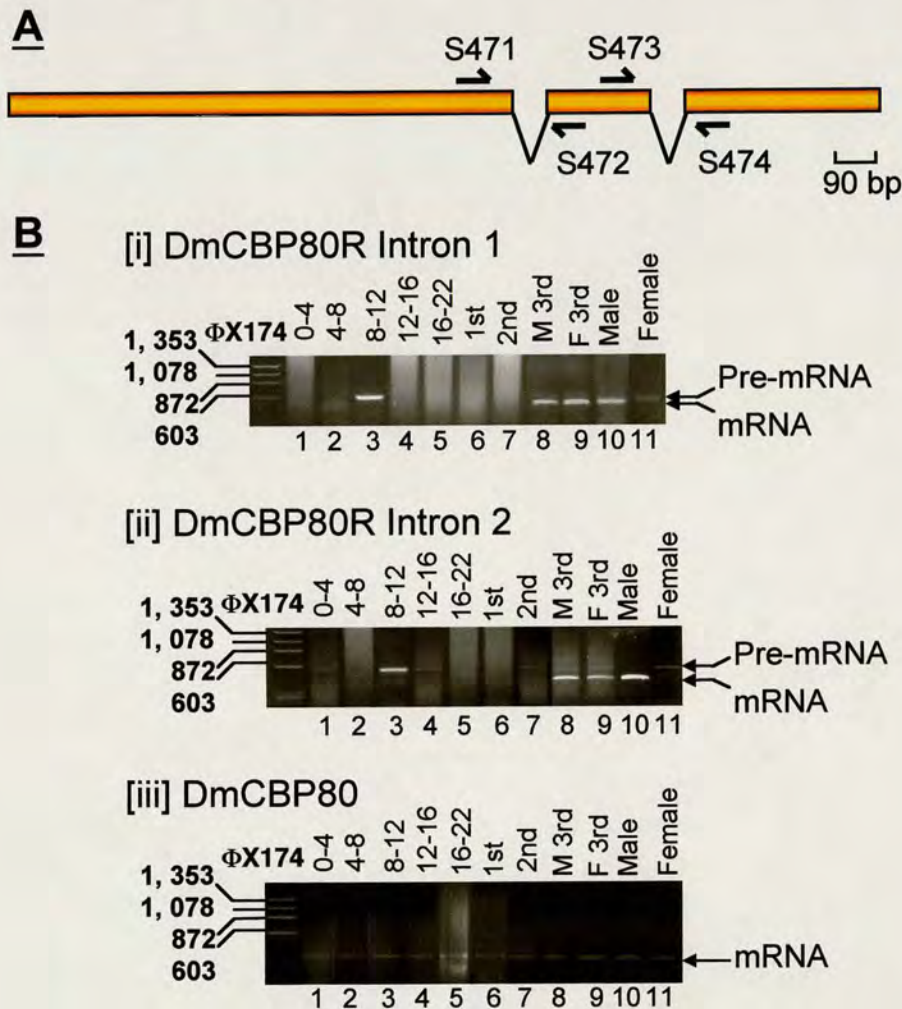 A
S471
S473
S472
S474
90 bp
B
[i] DmCBP80R Intron 1
ΦX174
0-4
4-8
8-12
12-16
16-22
1st
2nd
M 3rd
F 3rd
Male
Female
1, 353
1, 078
872
603
Pre-mRNA
mRNA
1 2 3 4 5 6 7 8 9 10 11
[ii] DmCBP80R Intron 2
ΦX174
0-4
4-8
8-12
12-16
16-22
1st
2nd
M 3rd
F 3rd
Male
Female
1, 353
1, 078
872
603
Pre-mRNA
mRNA
1 2 3 4 5 6 7 8 9 10 11
[iii] DmCBP80
ΦX174
0-4
4-8
8-12
12-16
16-22
1st
2nd
M 3rd
F 3rd
Male
Female
1, 353
1, 078
872
603
mRNA
1 2 3 4 5 6 7 8 9 10 11